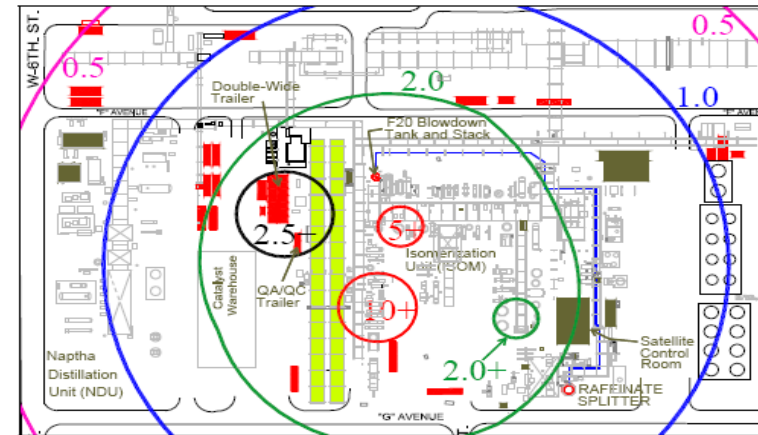 W-6TH. ST.
0.5
0.5
2.0
1.0
Double-Wide
Trailer
"F" AVENUE
F20 Blowdown
Tank and Stack
2.5+
5+
Isomerization
Unit (ISOM)
QA/QC
Trailer
Catalyst
Warehouse
10+
2.0+
Satellite
Control
Room
Naptha
Distillation
Unit (NDU)
RAFFINATE
SPLITTER
"G" AVENUE